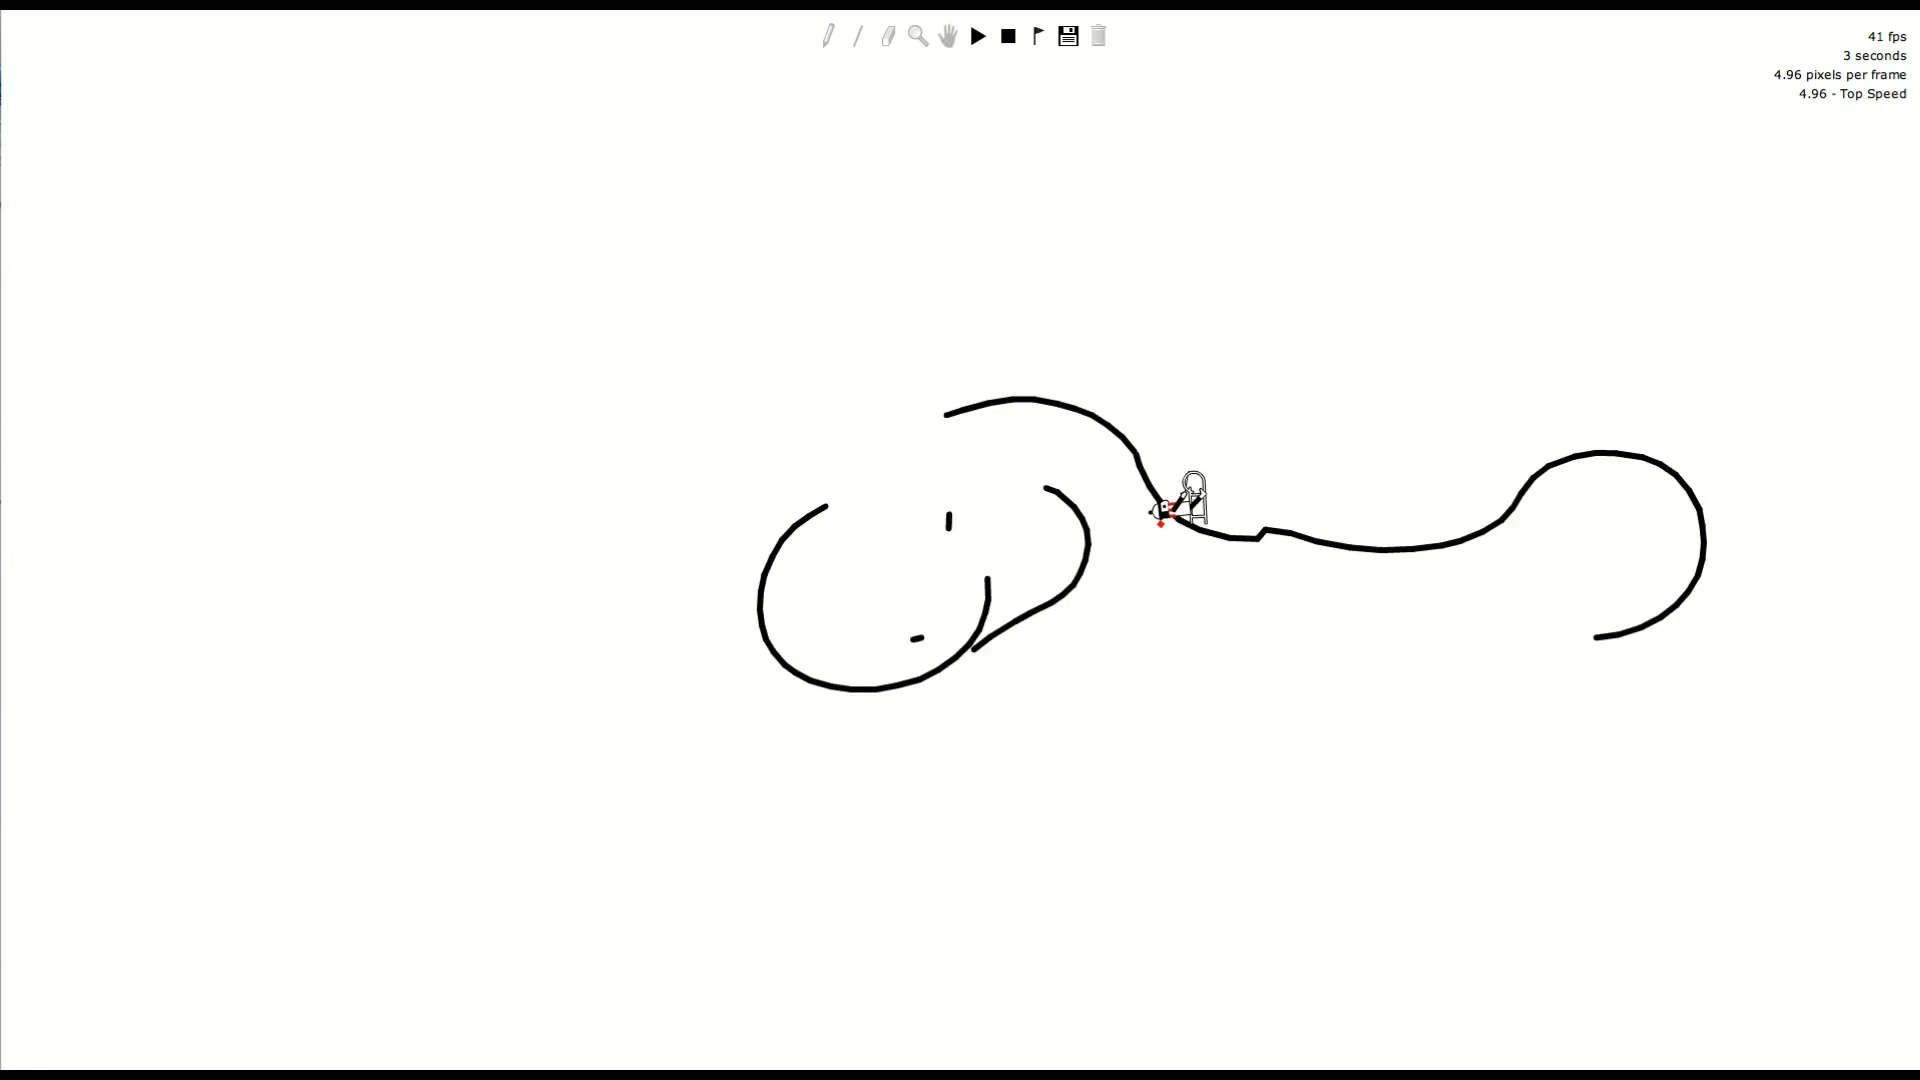 41 fps
3 seconds
4.96 pixels per frame
4.96 - Top Speed